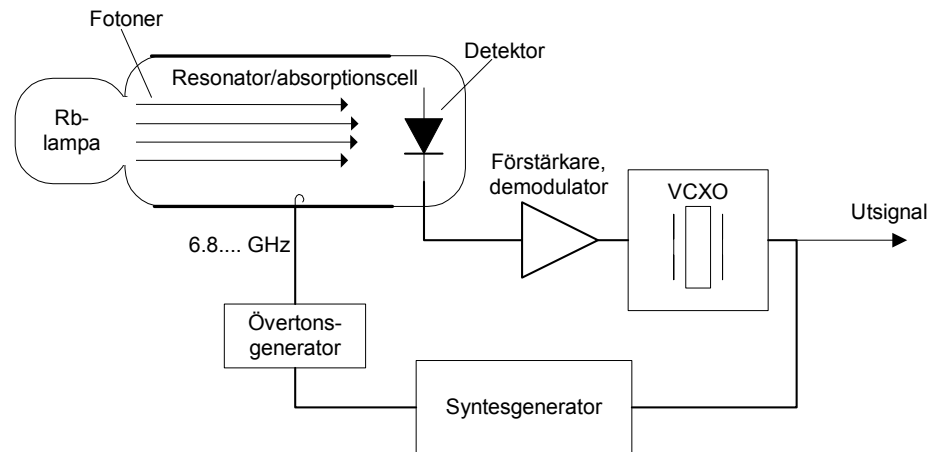 Fotoner
Resonator/absorptionscell
Detektor
Rb-
lampa
Förstärkare,
demodulator
VCXO
Utsignal
6.8.... GHz
Övertons-
generator
Syntesgenerator